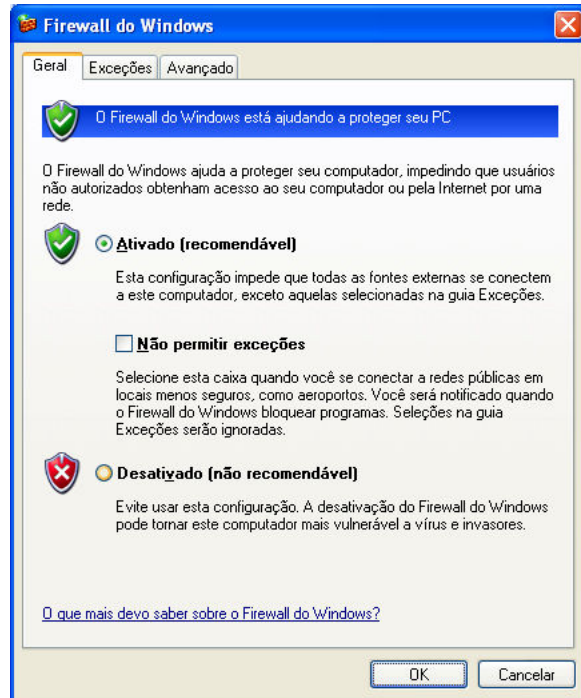 Firewall do Windows
Geral Exceções Avançado
O Firewall do Windows está ajudando a proteger seu PC
O Firewall do Windows ajuda a proteger seu computador, impedindo que usuários
não autorizados obtenham acesso ao seu computador ou pela Internet por uma
rede.
Ativado (recomendável)
Esta configuração impede que todas as fontes externas se conectem
a este computador, exceto aquelas selecionadas na guia Exceções.
Não permitir exceções
Selecione esta caixa quando você se conectar a redes públicas em
locais menos seguros, como aeroportos. Você será notificado quando
o Firewall do Windows bloquear programas. Seleções na guia
Exceções serão ignoradas.
Desativado (não recomendável)
Evite usar esta configuração. A desativação do Firewall do Windows
pode tornar este computador mais vulnerável a vírus e invasores.
O que mais devo saber sobre o Firewall do Windows?
OK Cancelar